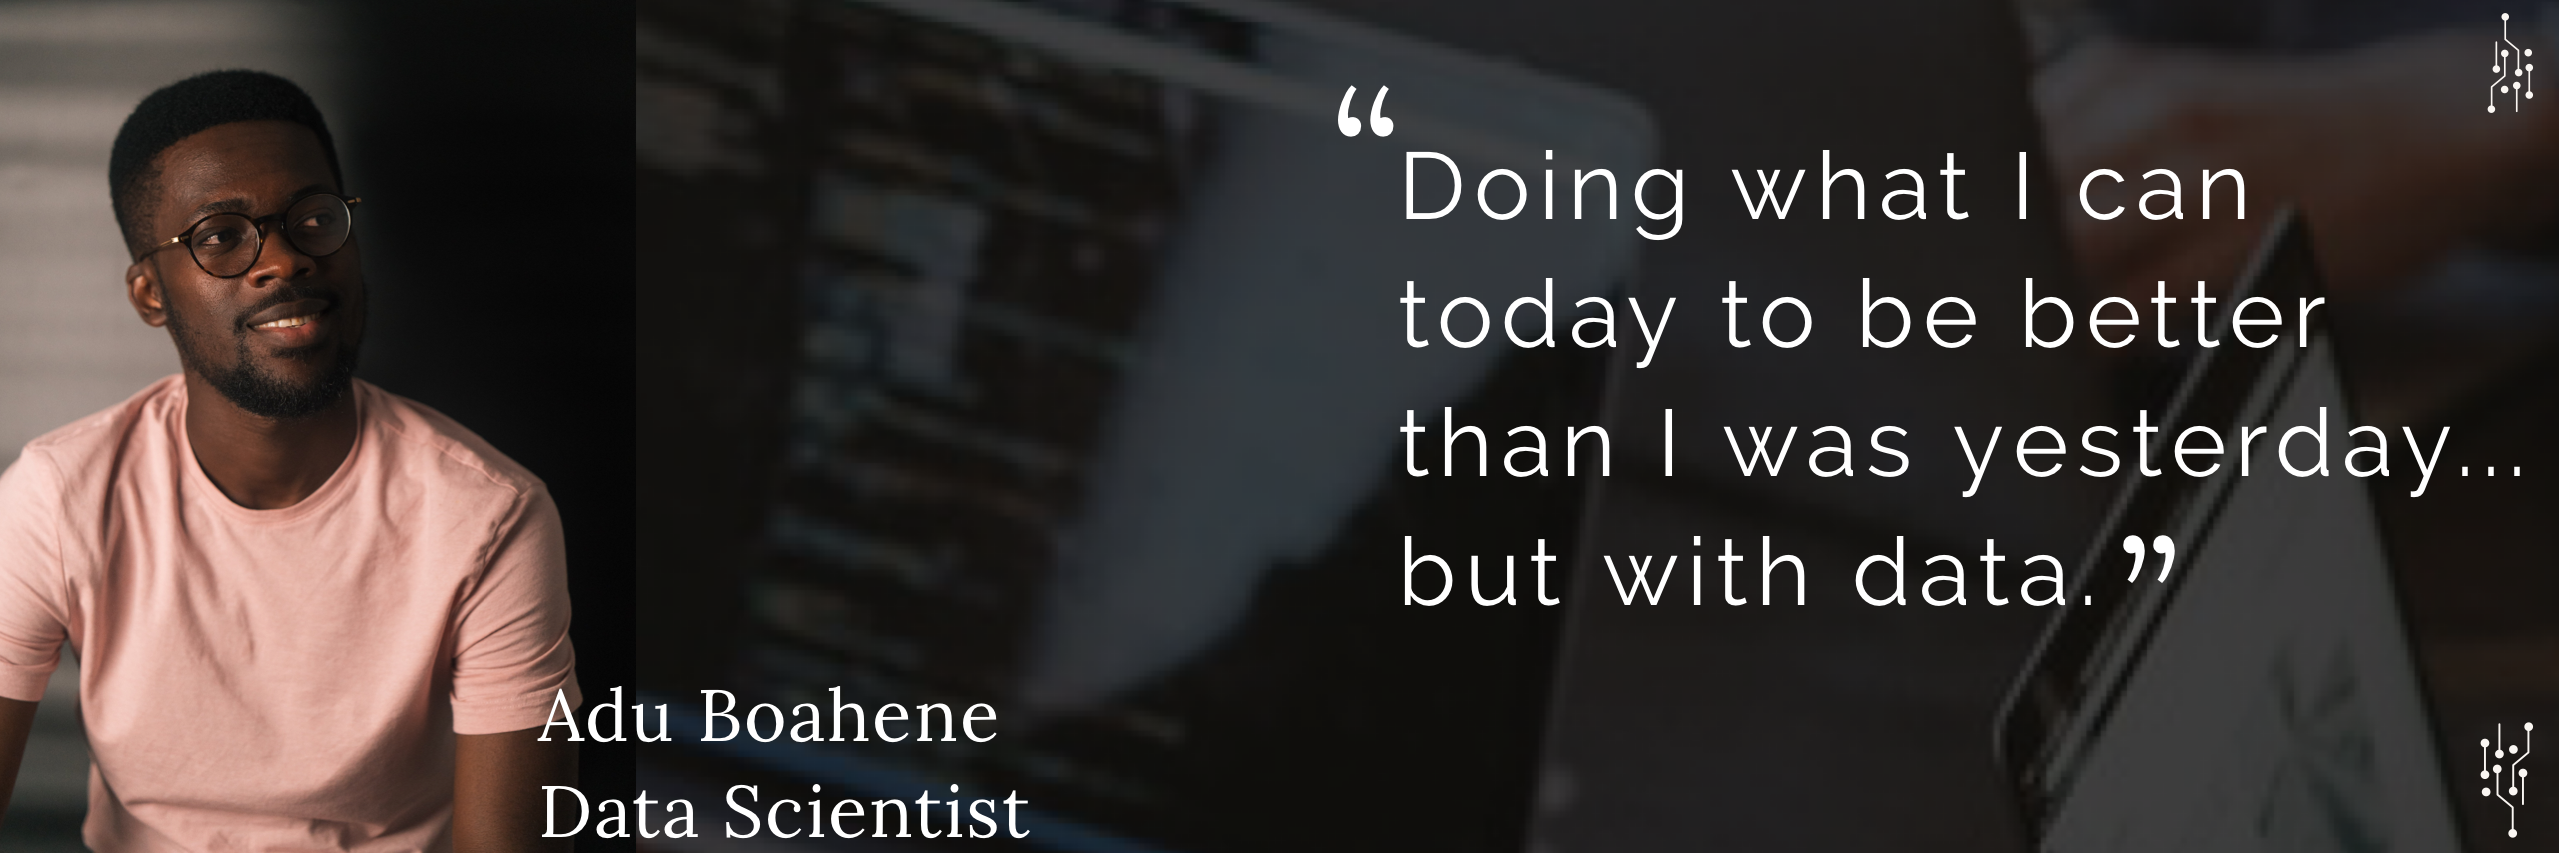 “Doing what I can
today to be better
than I was yesterday...
but with data.”
Adu Boahene
Data Scientist